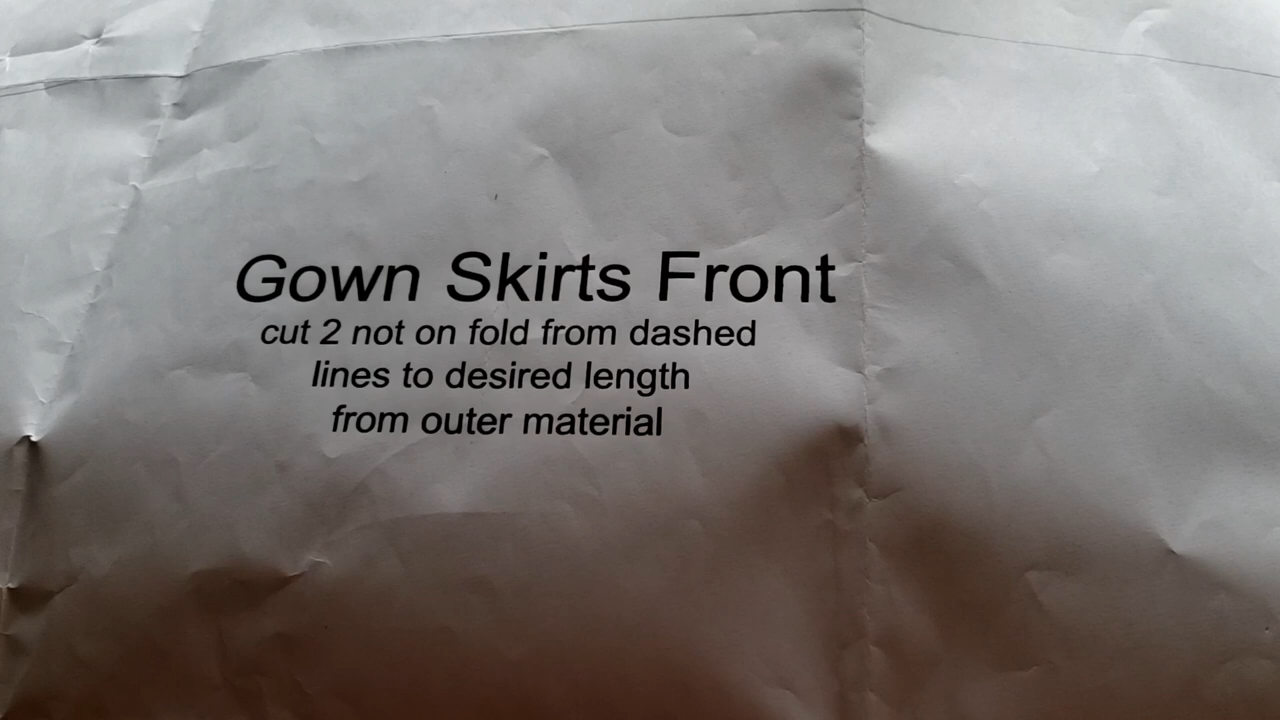 Gown Skirts Front
cut 2 not on fold from dashed
lines to desired length
from outer material